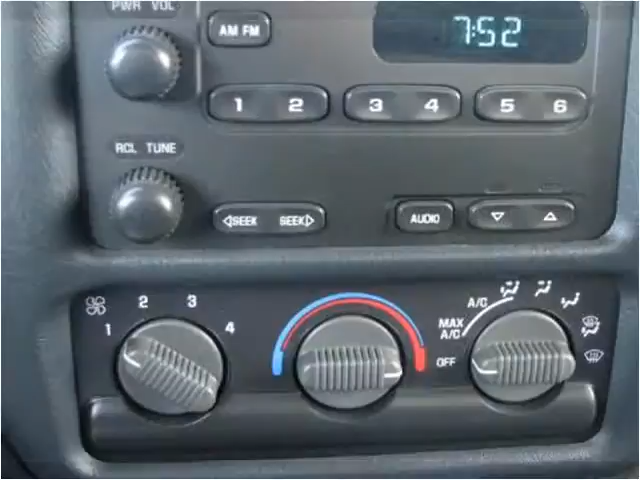 PWR VOL
AM FM
7:52
1 2 3 4 5 6
RCL TUNE
SEEK SEEK
AUDIO
1 2 3 4
A/C
MAX A/C
OFF